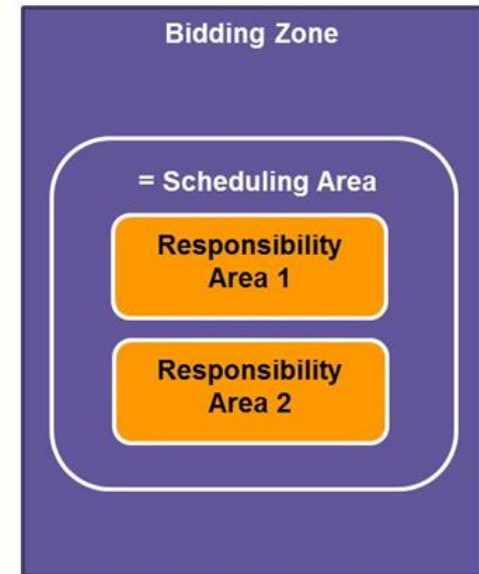 Bidding Zone
= Scheduling Area
Responsibility
Area 1
Responsibility
Area 2